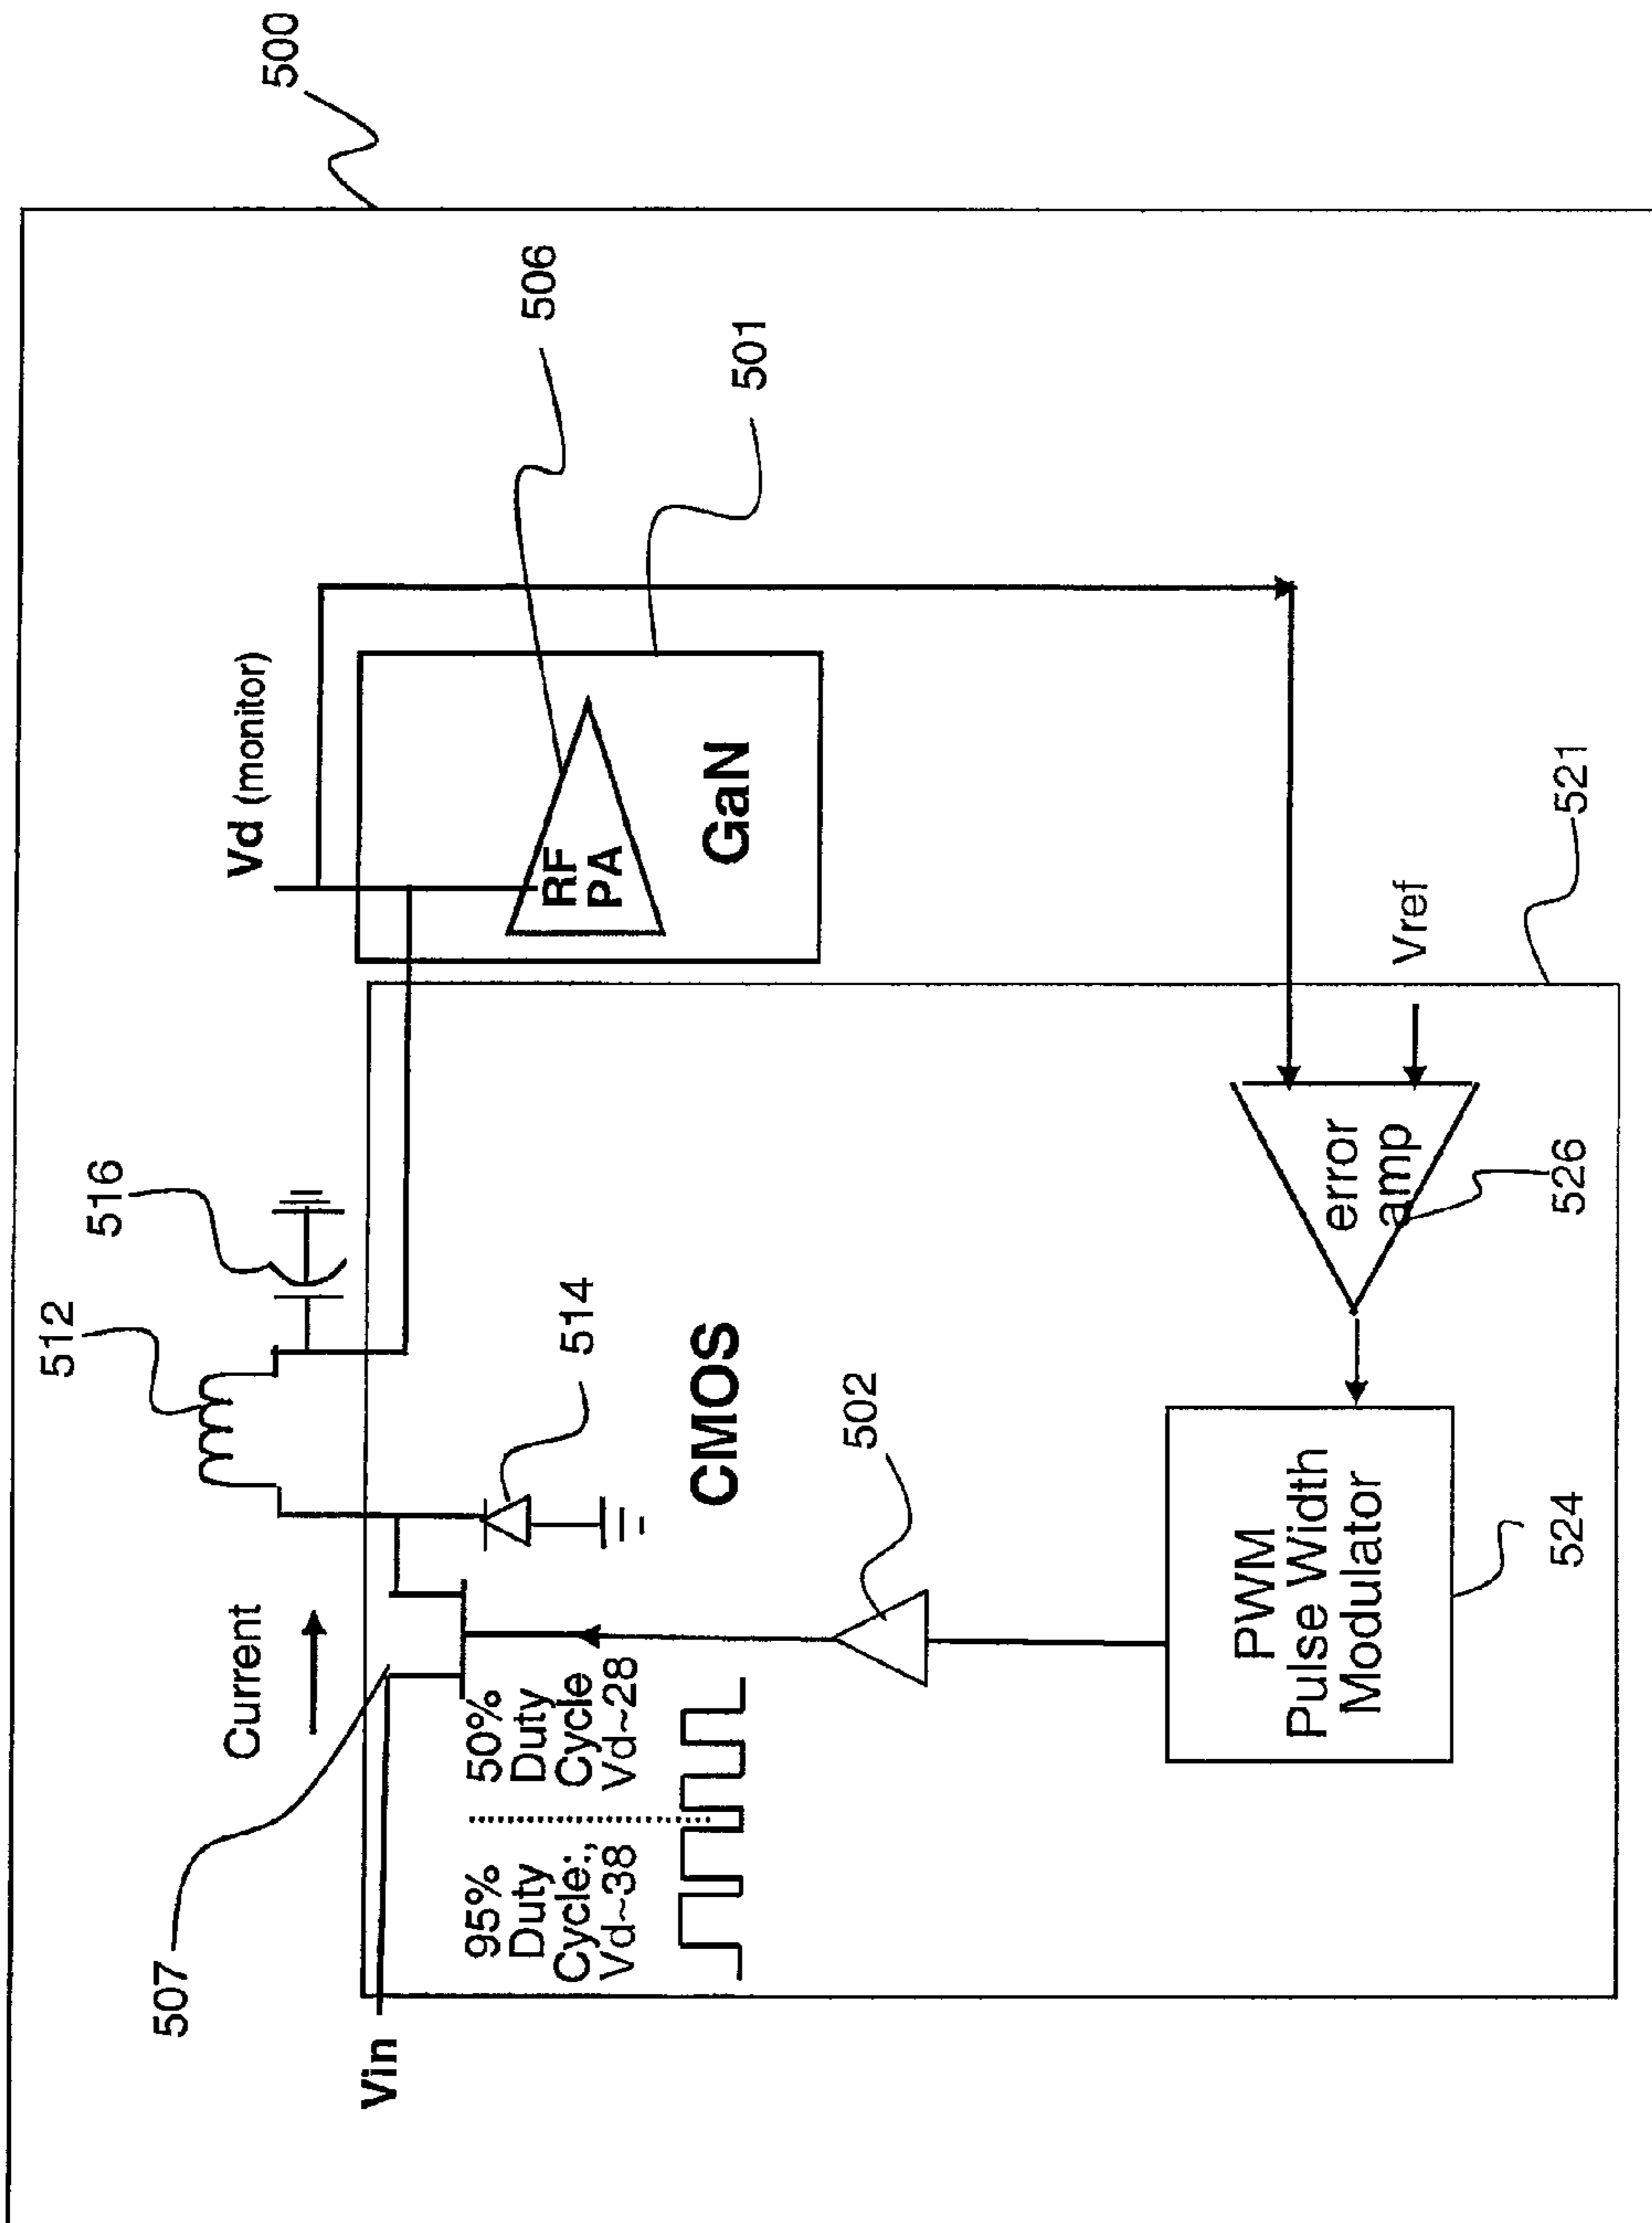 500
512
516
Vd (monitor)
506
501
507
Current
514
Vin
95%
Duty
Cycle:,
Vd~38
50%
Duty
Cycle
Vd~28
CMOS
RF
PA
GaN
502
PWM
Pulse Width
Modulator
524
error
amp
526
Vref
521